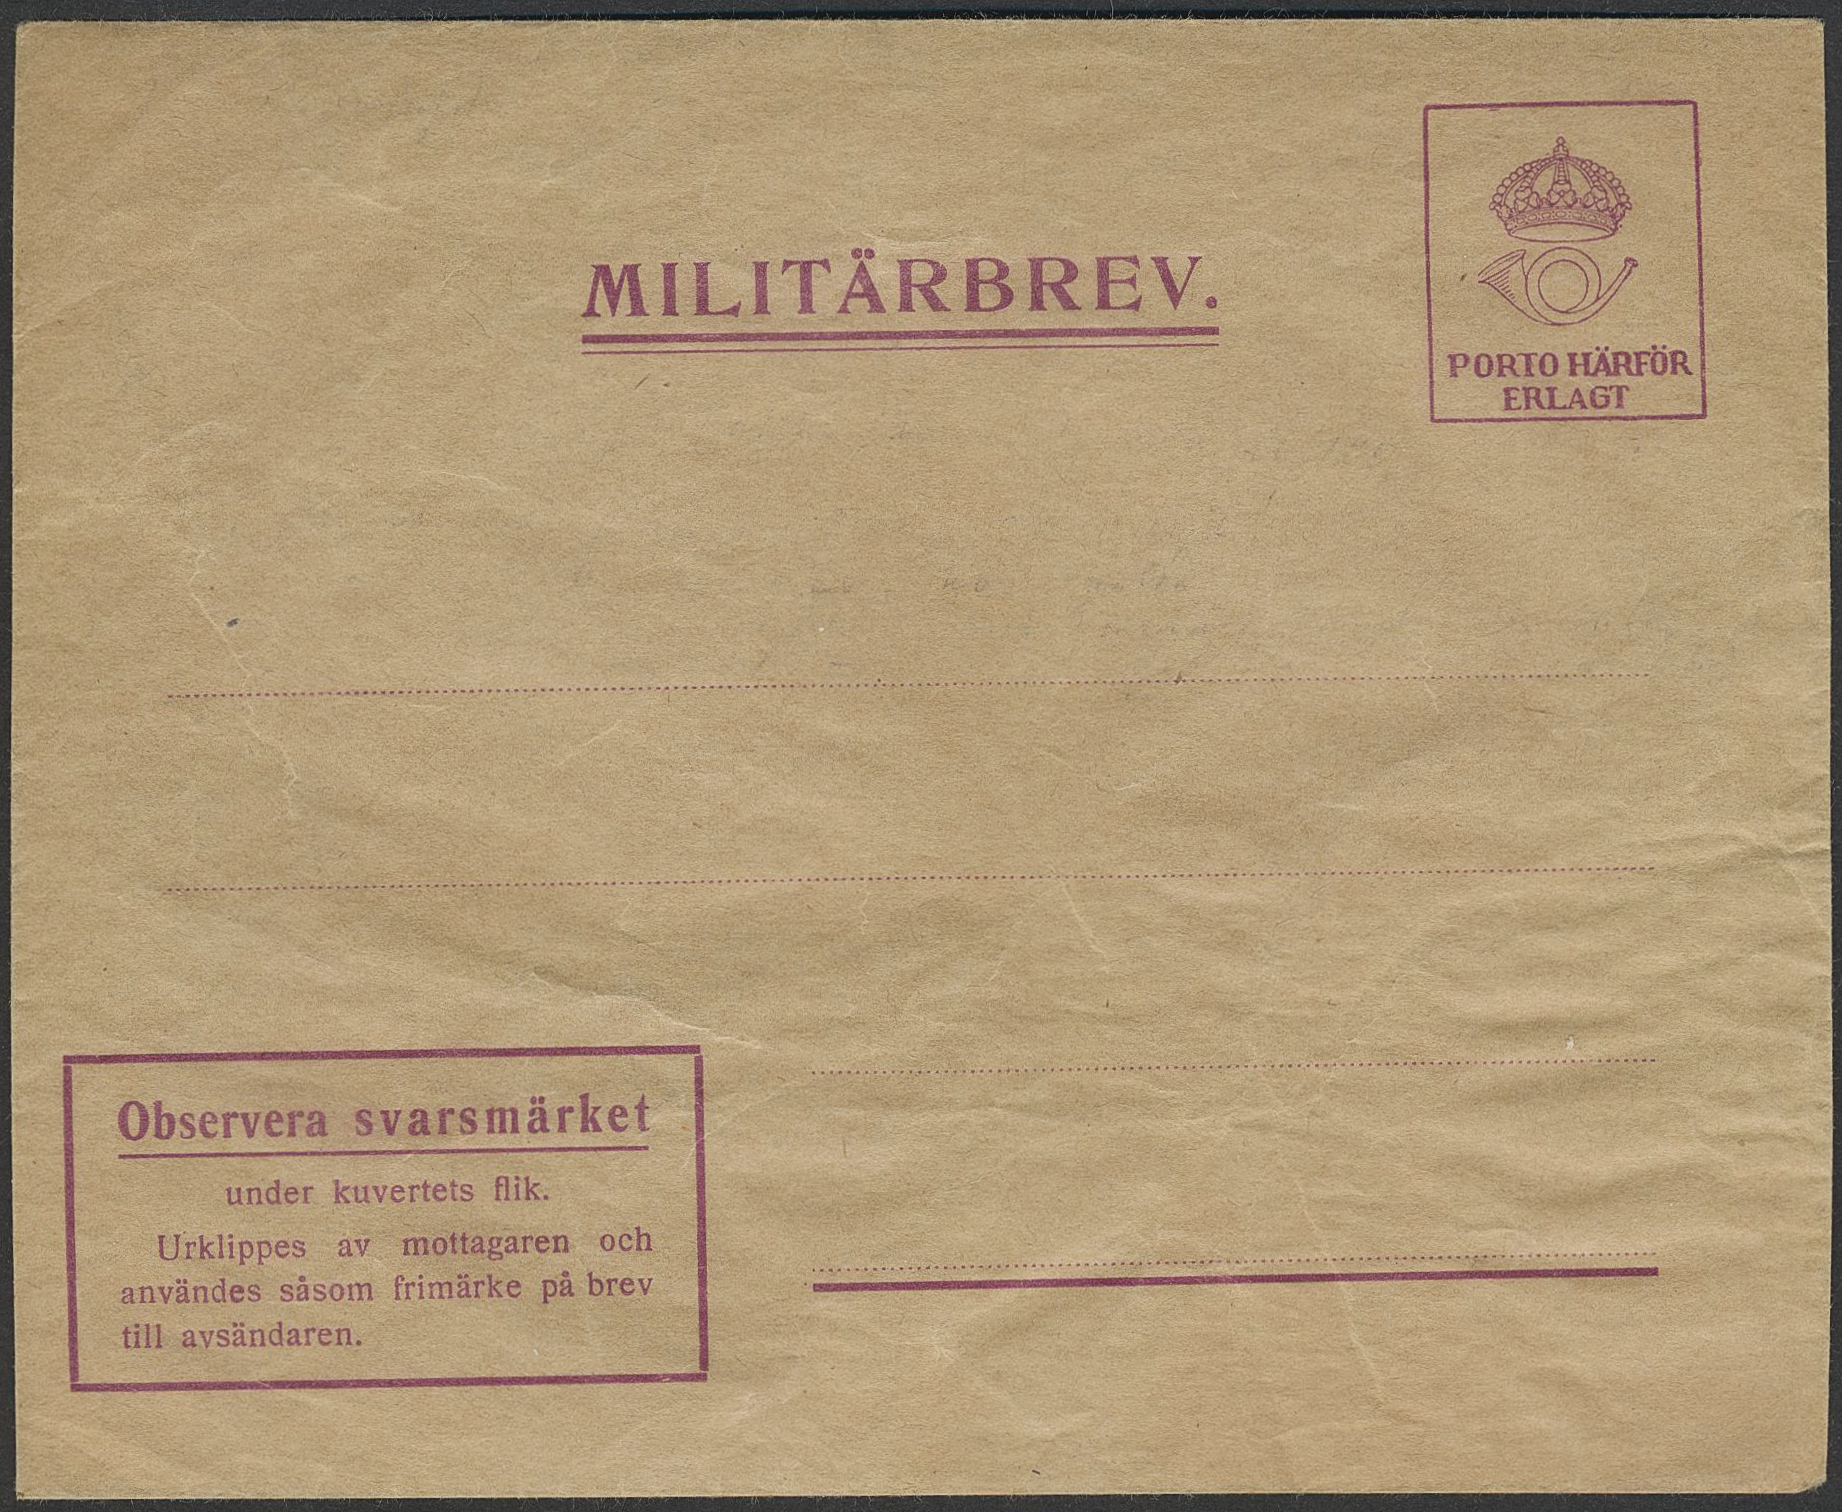 MILITÄRBREV.
PORTO HÄRFÖR
ERLAGT
Observera svarsmärket
under kuvertets flik.
Urklippes av mottagaren och
användes såsom frimärke på brev
till avsändaren.